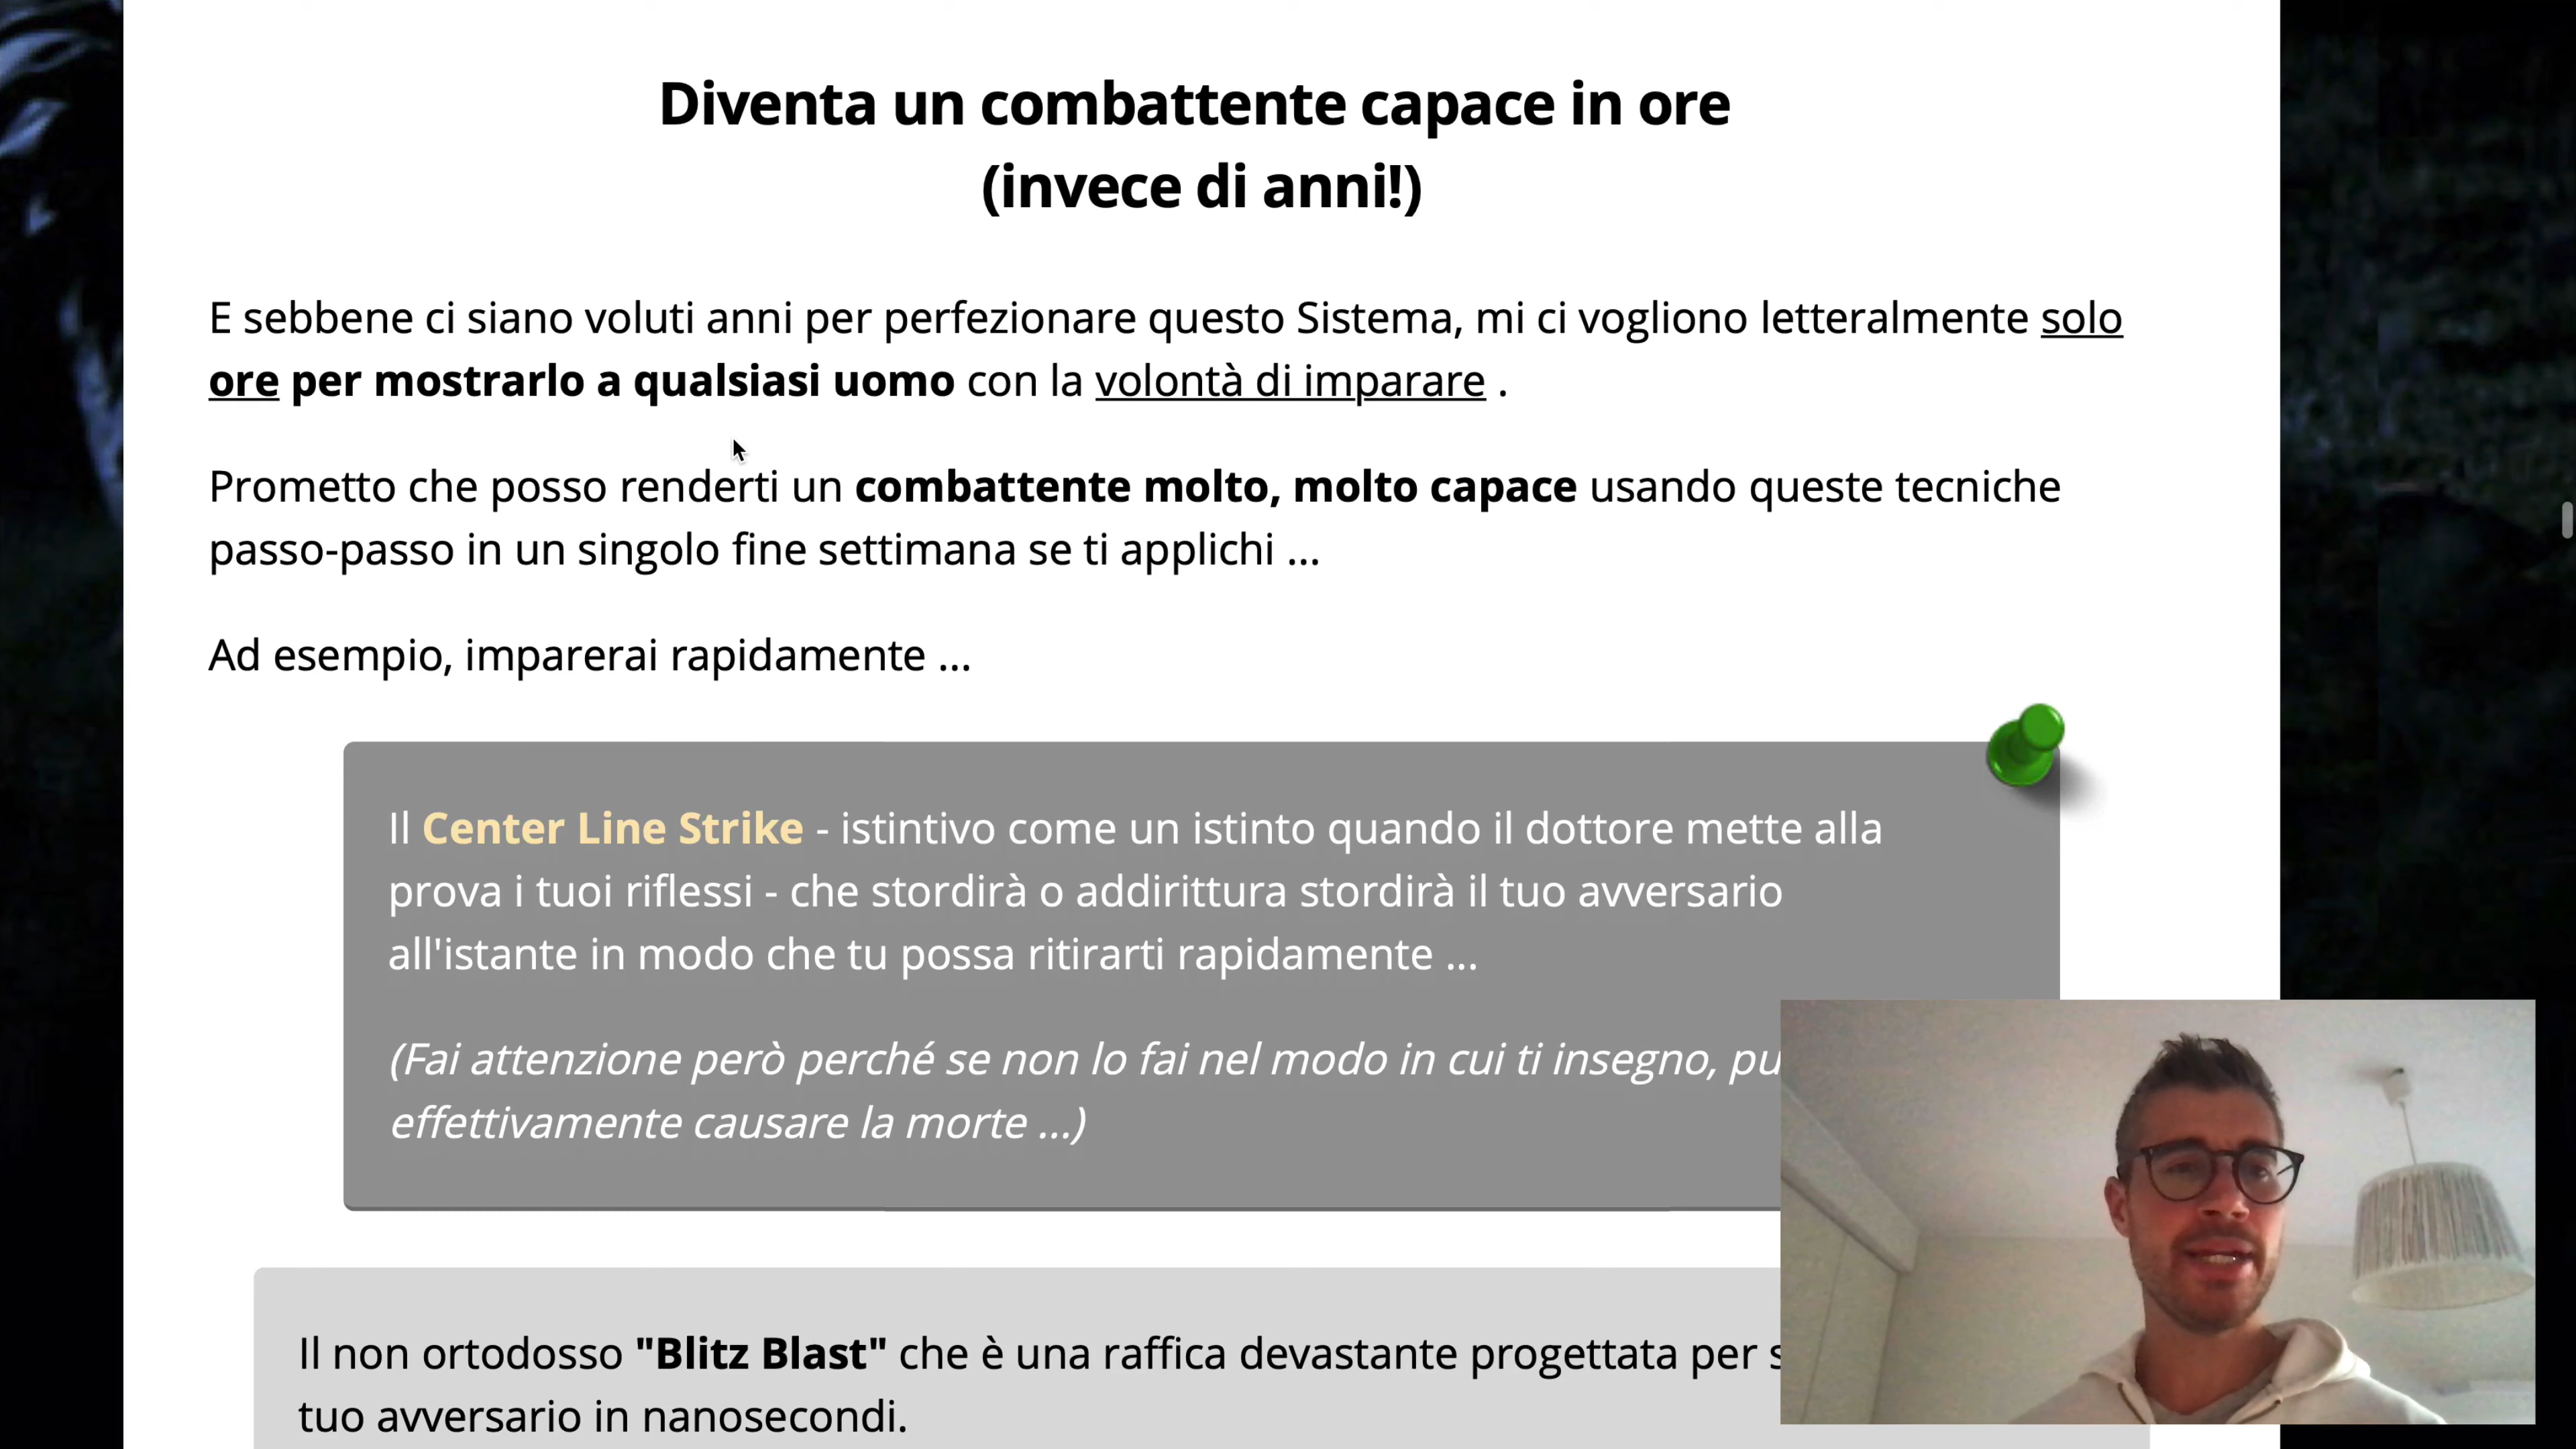 Diventa un combattente capace in ore
(invece di anni!)
E sebbene ci siano voluti anni per perfezionare questo Sistema, mi ci vogliono letteralmente solo
ore per mostrarlo a qualsiasi uomo con la volontà di imparare .
Prometto che posso renderti un combattente molto, molto capace usando queste tecniche
passo-passo in un singolo fine settimana se ti applichi ...
Ad esempio, imparerai rapidamente ...
Il Center Line Strike - istintivo come un istinto quando il dottore mette alla
prova i tuoi riflessi - che stordirà o addirittura stordirà il tuo avversario
all'istante in modo che tu possa ritirarti rapidamente ...
(Fai attenzione però perché se non lo fai nel modo in cui ti insegno,
effettivamente causare la morte ...)
Il non ortodosso "Blitz Blast" che è una raffica devastante progettata per
tuo avversario in nanosecondi.